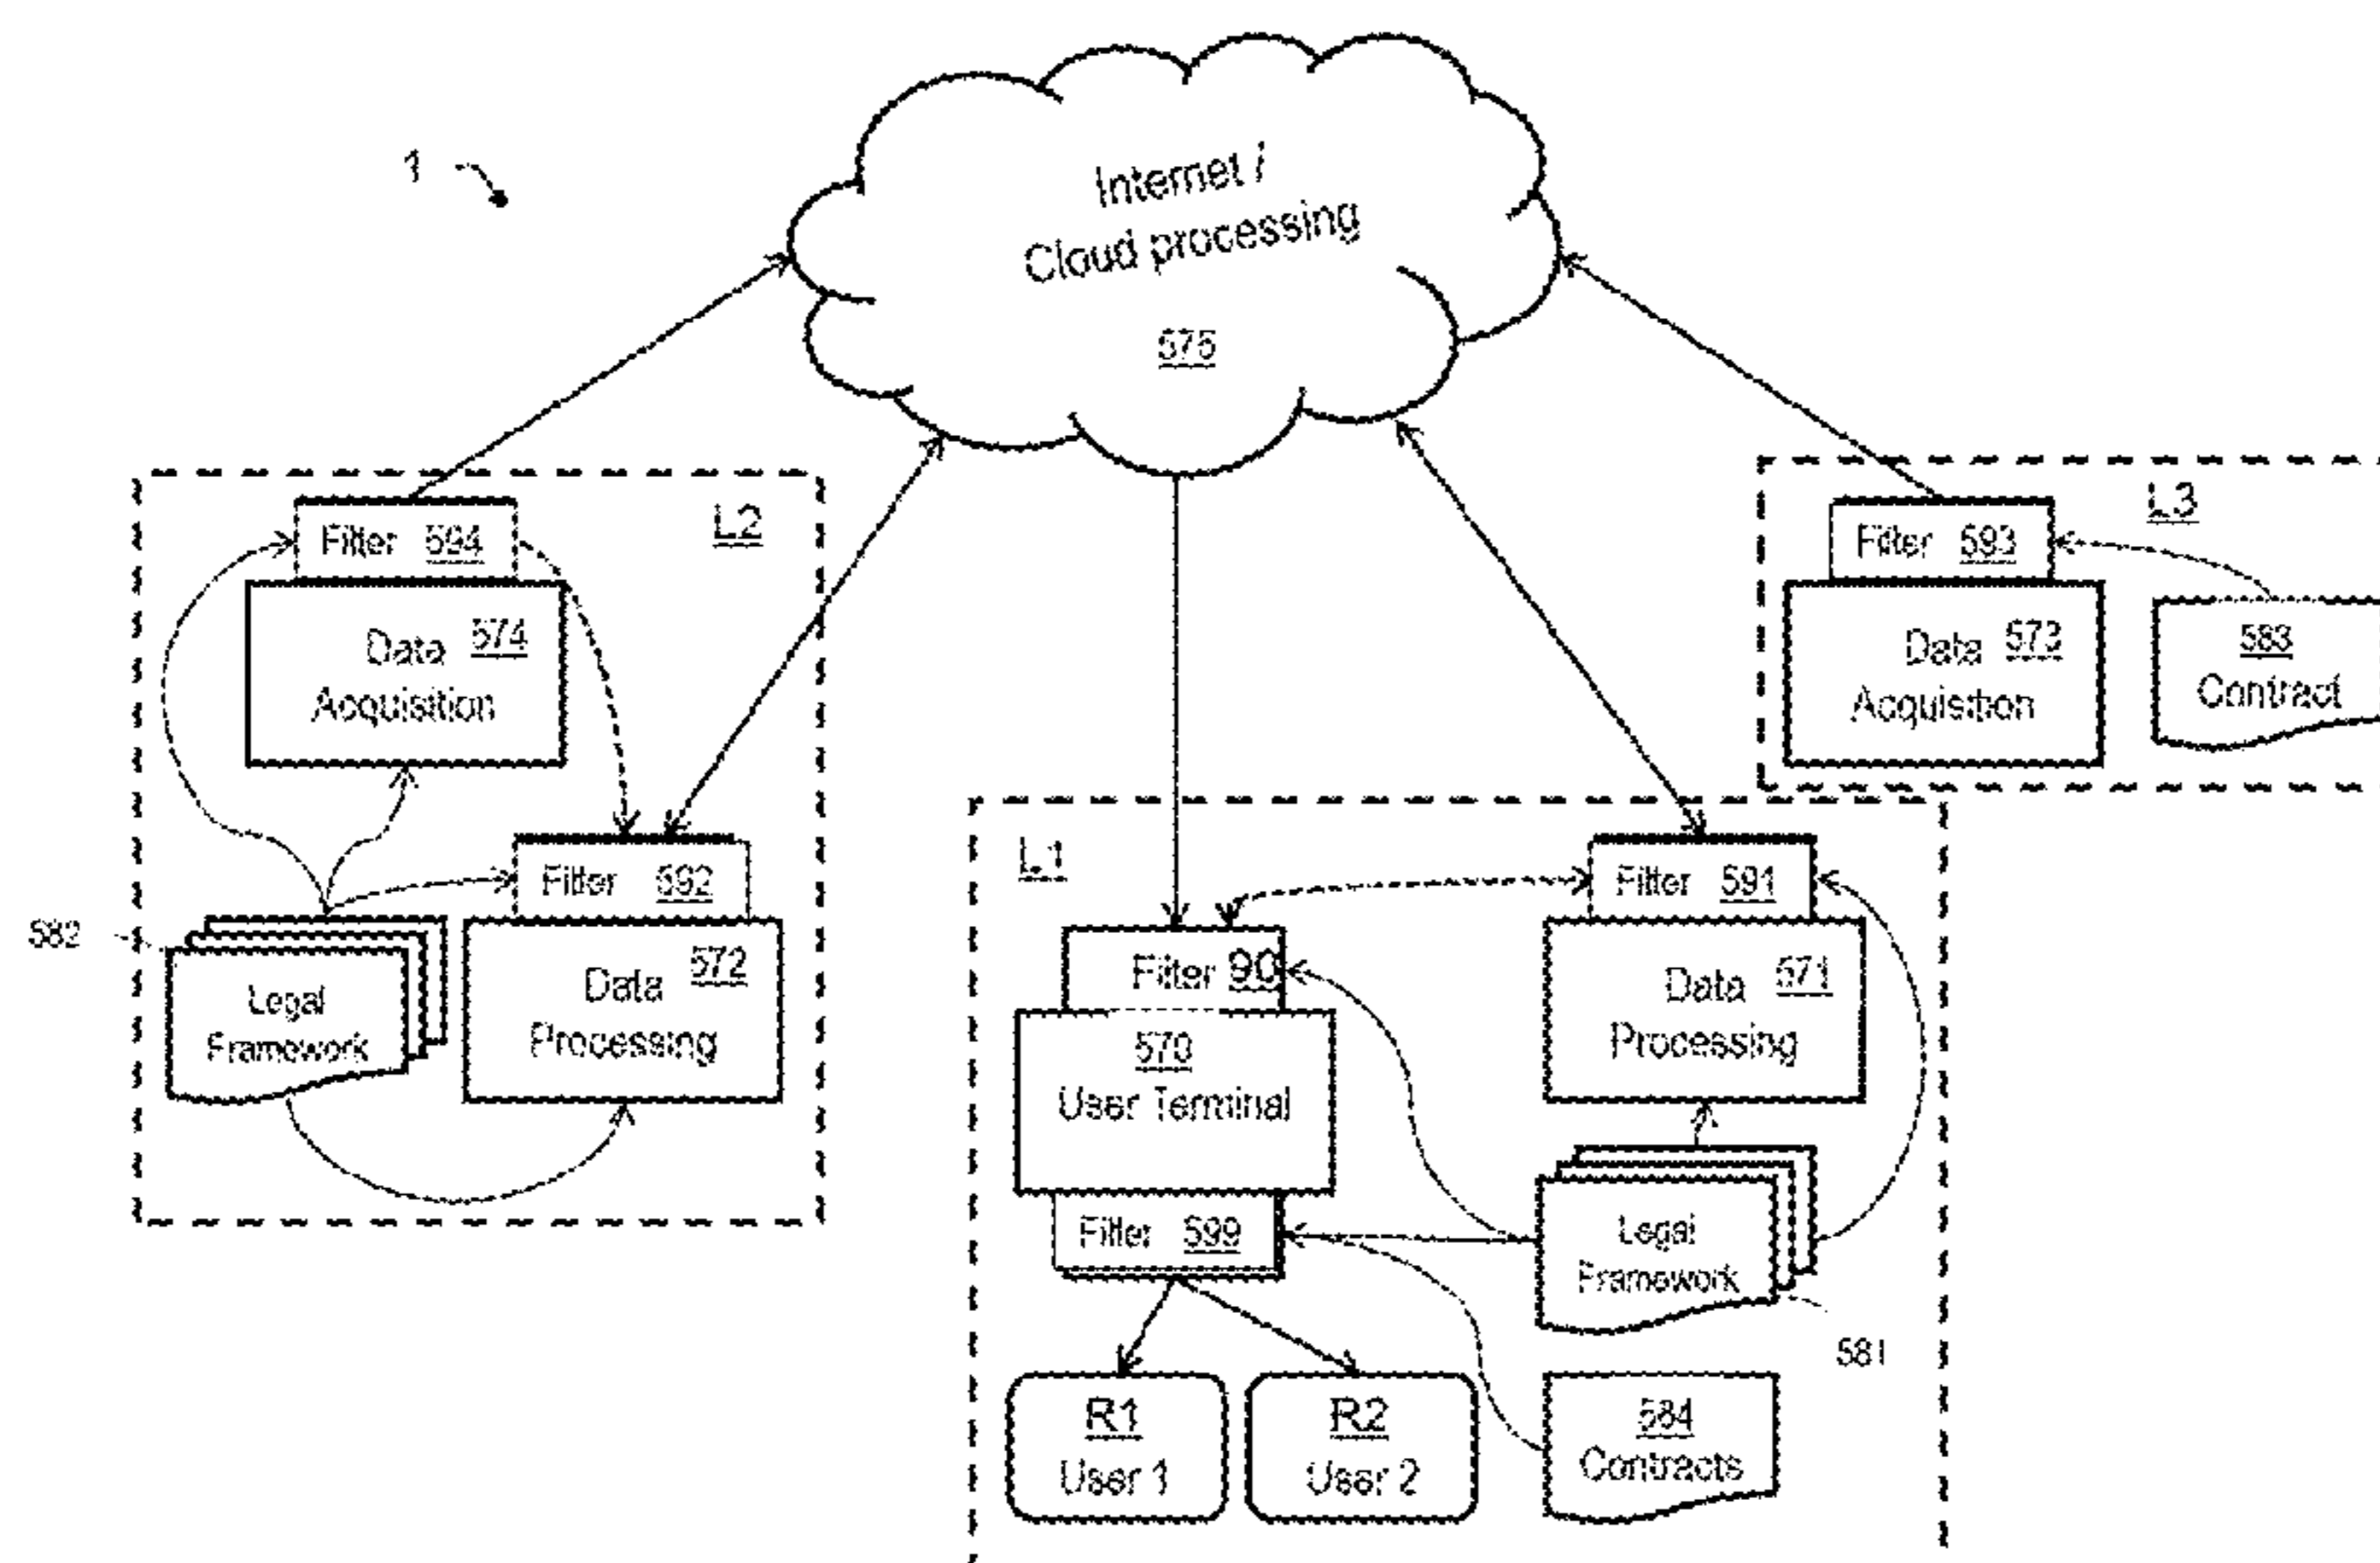 1
Internet /
Cloud processing
575
L2
Filter 594
Data 574
Acquisition
Filter 592
582
Legal
Framework
Data 572
Processing
L3
Filter 593
Data 573
Acquisition
583
Contract
L1
Filter 591
Filter 90
Data 571
Processing
570
User Terminal
Filter 599
Legal
Framework
581
R1
User 1
R2
User 2
584
Contracts